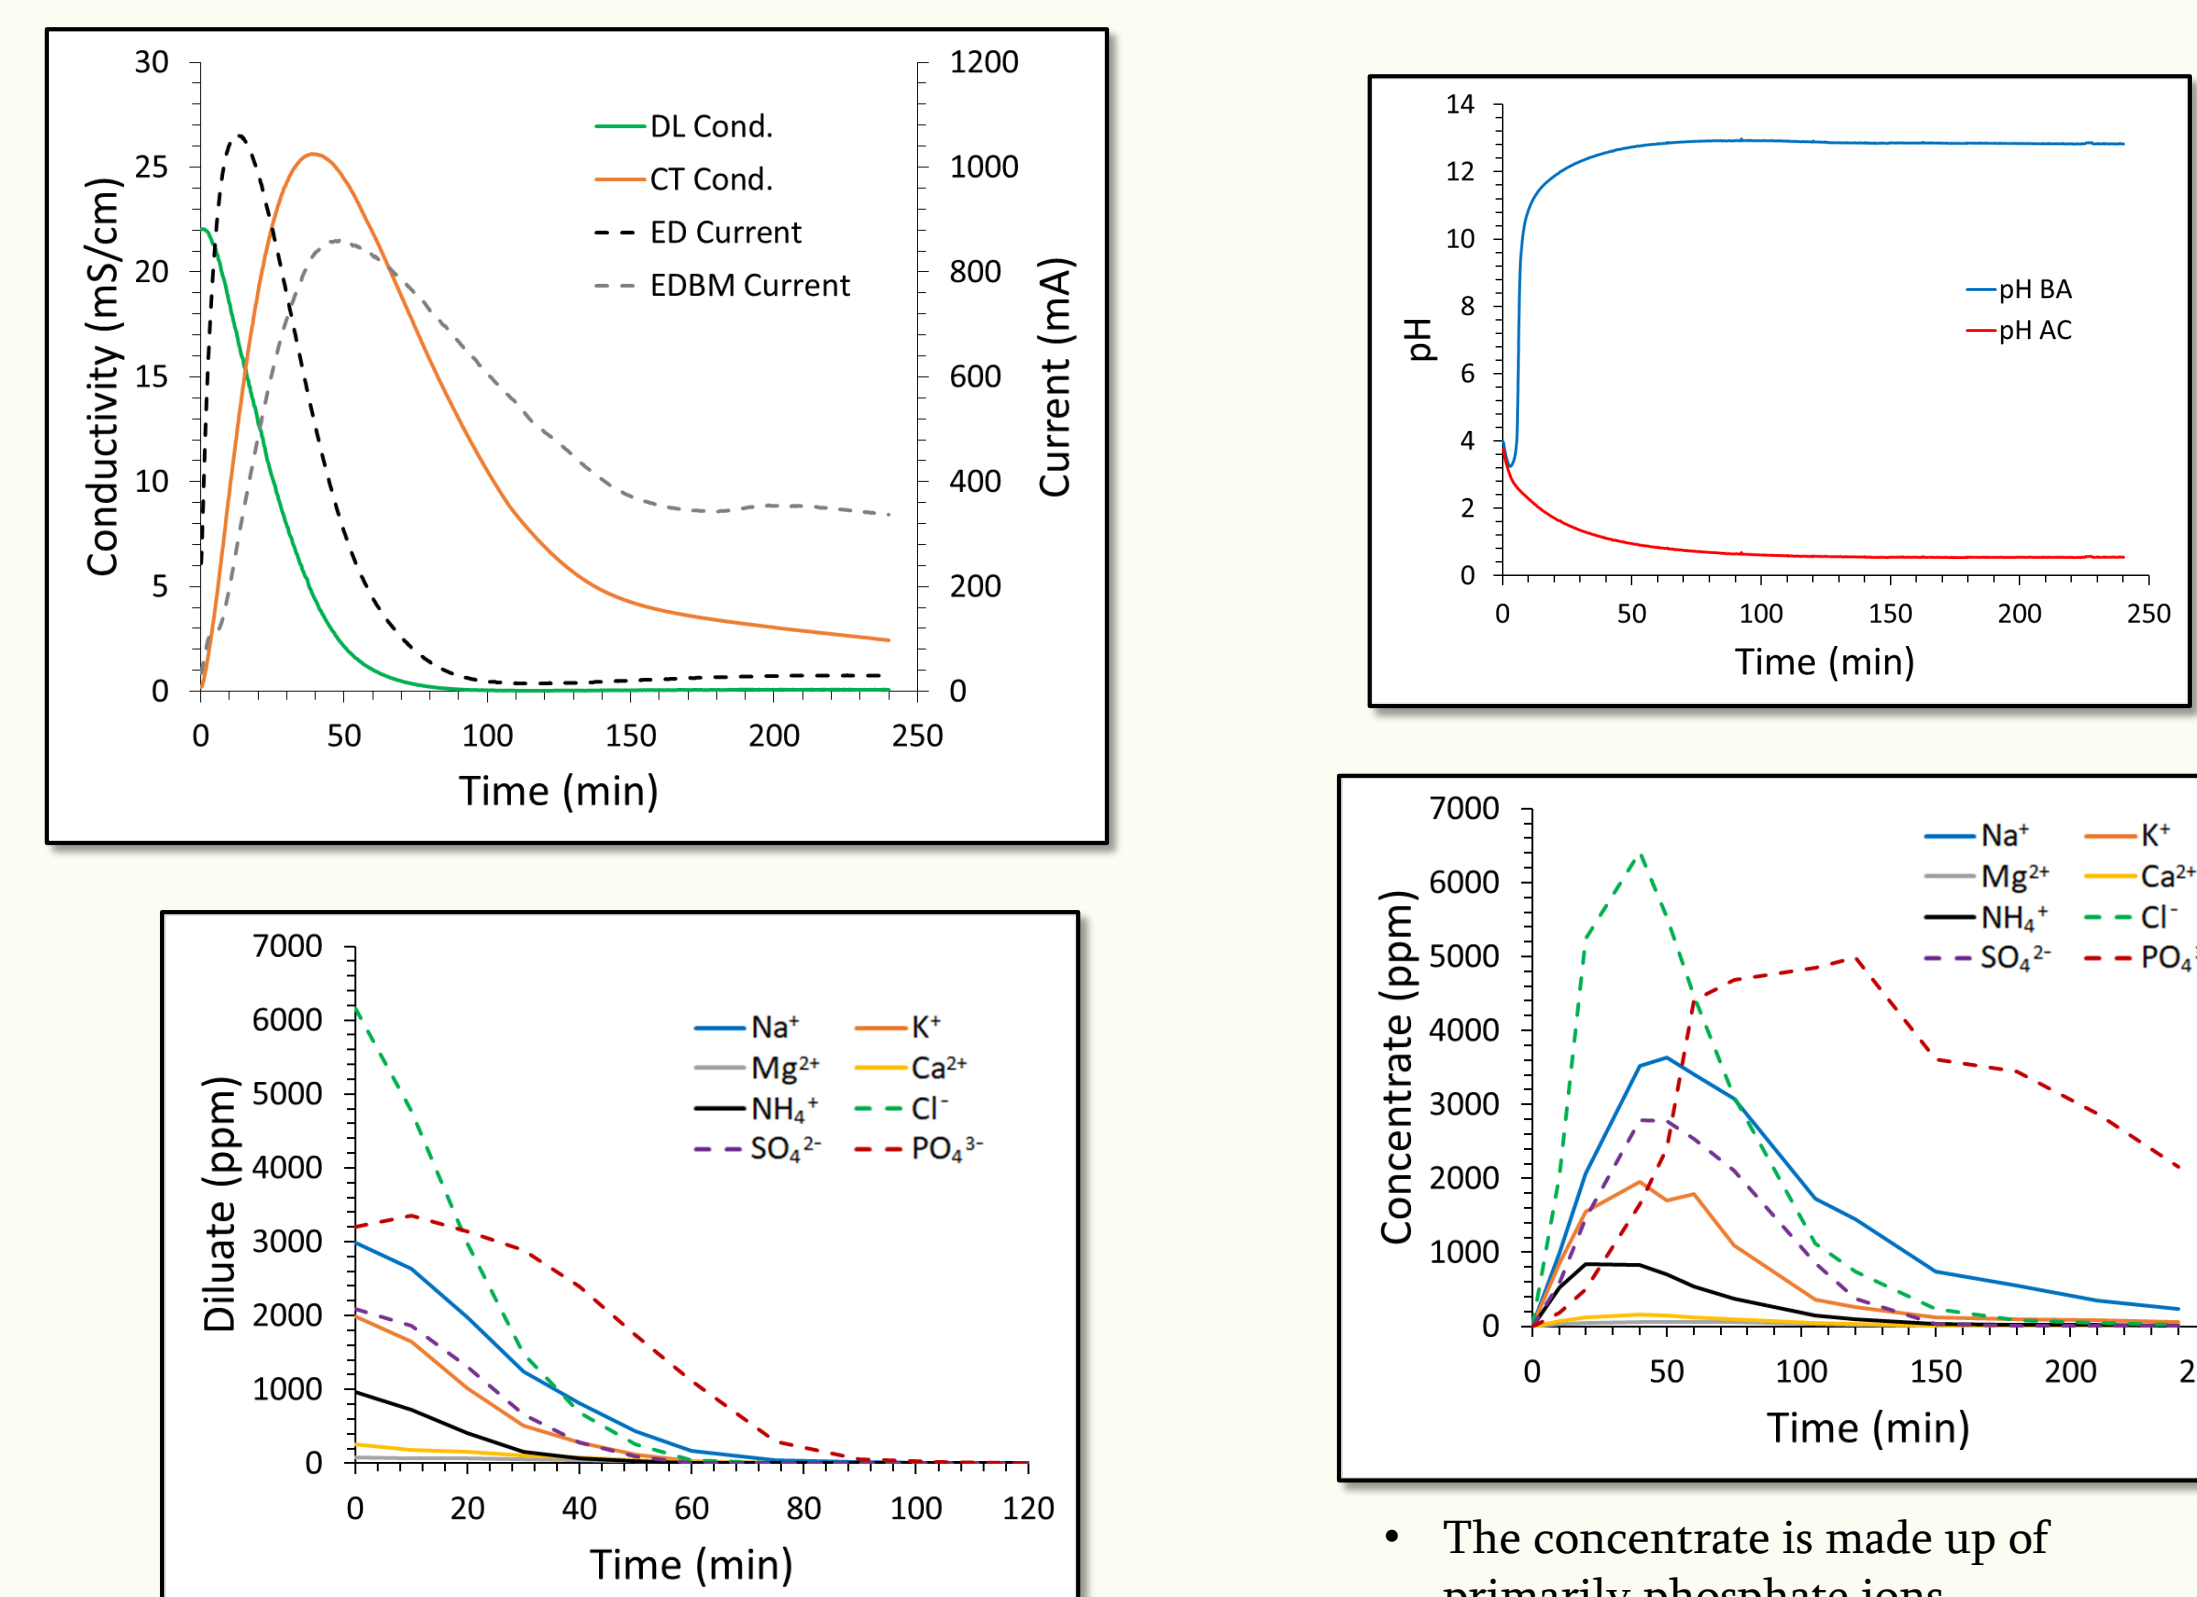 30
25
20
15
10
5
0
Conductivity (mS/cm)
1200
1000
800
600
400
200
0
Current (mA)
DL Cond.
CT Cond.
ED Current
EDBM Current
0 50 100 150 200 250
Time (min)
14
12
10
8
6
4
2
0
pH
pH BA
pH AC
0 50 100 150 200 250
Time (min)
7000
6000
5000
4000
3000
2000
1000
0
Diluate (ppm)
Na⁺ K⁺
Mg²⁺ Ca²⁺
NH₄⁺ Cl⁻
SO₄²⁻ PO₄³⁻
0 20 40 60 80 100 120
Time (min)
7000
6000
5000
4000
3000
2000
1000
0
Concentrate (ppm)
Na⁺ K⁺
Mg²⁺ Ca²⁺
NH₄⁺ Cl⁻
SO₄²⁻ PO₄
0 50 100 150 200 2
Time (min)
• The concentrate is made up of
primarily phosphate ions